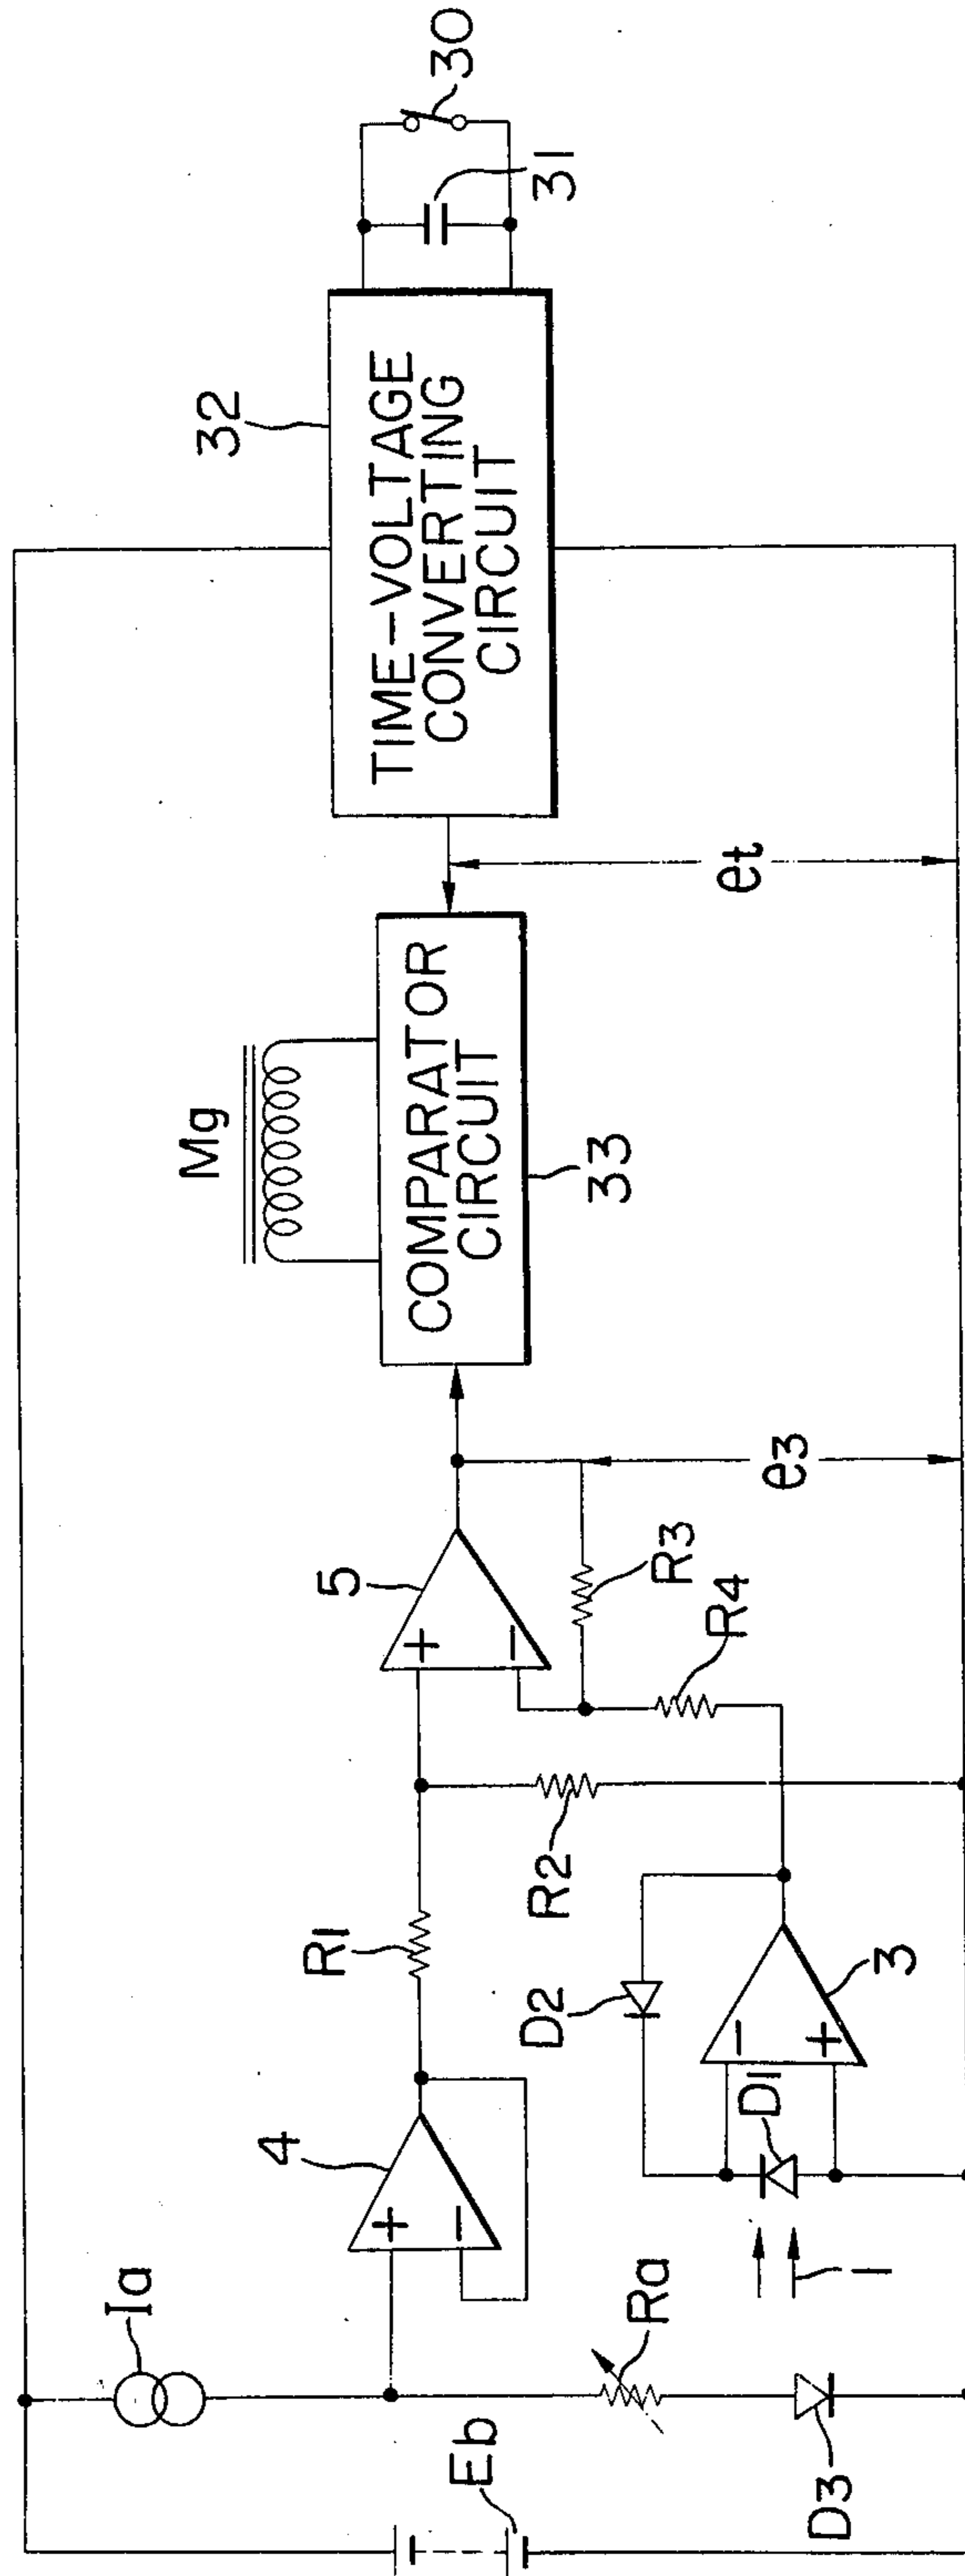 Eb
Ia
Ra
D3
1
D1
D2
3
4
R1
R2
5
+
−
+
−
−
+
R3
R4
e3
Mg
COMPARATOR
CIRCUIT
33
et
TIME-VOLTAGE
CONVERTING
CIRCUIT
32
31
30